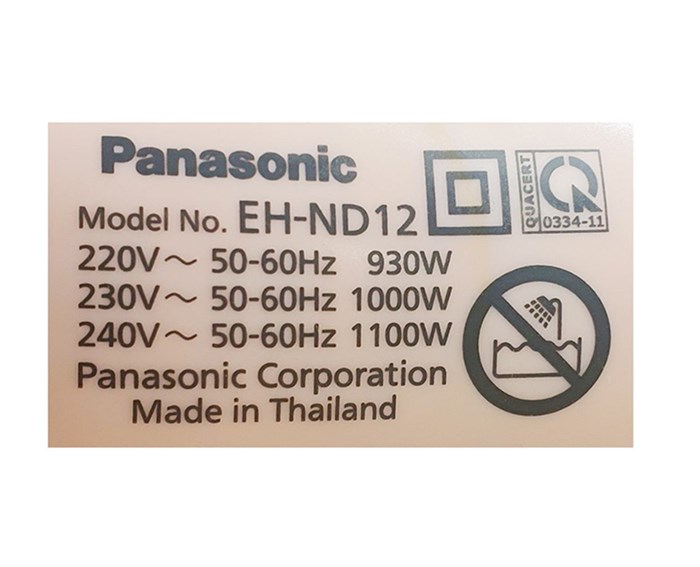 Panasonic
QUACERT
0334-11
Model No. EH-ND12
220V～ 50-60Hz 930W
230V～ 50-60Hz 1000W
240V～ 50-60Hz 1100W
Panasonic Corporation
Made in Thailand